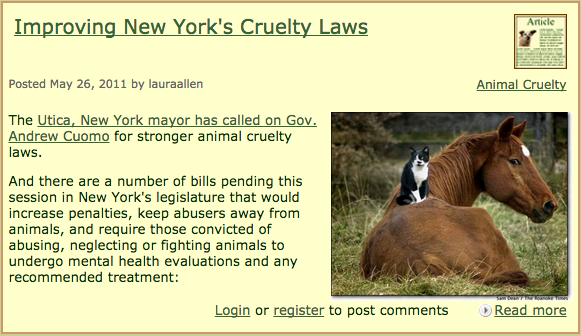 Improving New York's Cruelty Laws
Article
Posted May 26, 2011 by lauraallen
Animal Cruelty
The Utica, New York mayor has called on Gov.
Andrew Cuomo for stronger animal cruelty
laws.
And there are a number of bills pending this
session in New York's legislature that would
increase penalties, keep abusers away from
animals, and require those convicted of
abusing, neglecting or fighting animals to
undergo mental health evaluations and any
recommended treatment:
Sam Dean / The Roanoke Times
Login or register to post comments
Read more